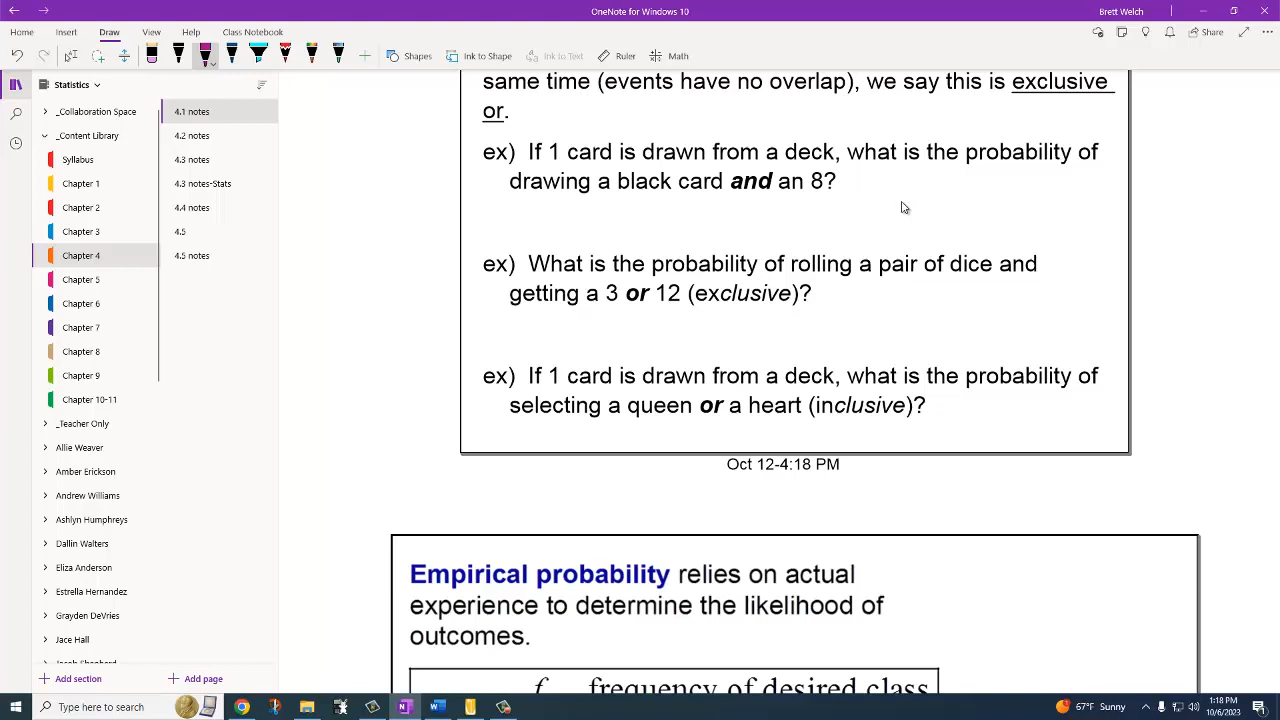 OneNote for Windows 10
Brett Welch
Home
Insert
Draw
View
Help
Class Notebook
Share
Shapes
Ink to Shape
Ink to Text
Ruler
Math
Statistics
_Collaboration Space
_Content Library
Syllabus
Chapter 1
Chapter 2
Chapter 3
Chapter 4
Chapter 5
Chapter 6
Chapter 7
Chapter 8
Chapter 9
Chapter 10-11
_Teacher Only
Allie Weaver
Amber Erickson
Andrew Williams
Ashlyn Humphreys
Dallin Walters
Eliza Anderson
Estrella Hernandez
Grayden DeVries
Jace Hall
Add section
4.1 notes
4.2 notes
4.3 notes
4.3 notes-Stats
4.4 notes
4.5
4.5 notes
Add page
same time (events have no overlap), we say this is exclusive
or.
ex) If 1 card is drawn from a deck, what is the probability of
drawing a black card and an 8?
ex) What is the probability of rolling a pair of dice and
getting a 3 or 12 (exclusive)?
ex) If 1 card is drawn from a deck, what is the probability of
selecting a queen or a heart (inclusive)?
Oct 12-4:18 PM
Empirical probability relies on actual
experience to determine the likelihood of
outcomes.
f frequency of desired class
Type here to search
67°F Sunny
1:18 PM
10/6/2023